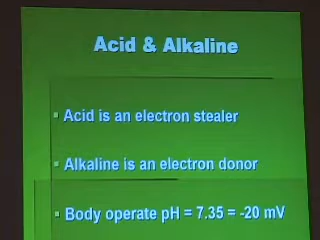 Acid & Alkaline
Acid is an electron stealer
Alkaline is an electron donor
Body operate pH = 7.35 = -20 mV